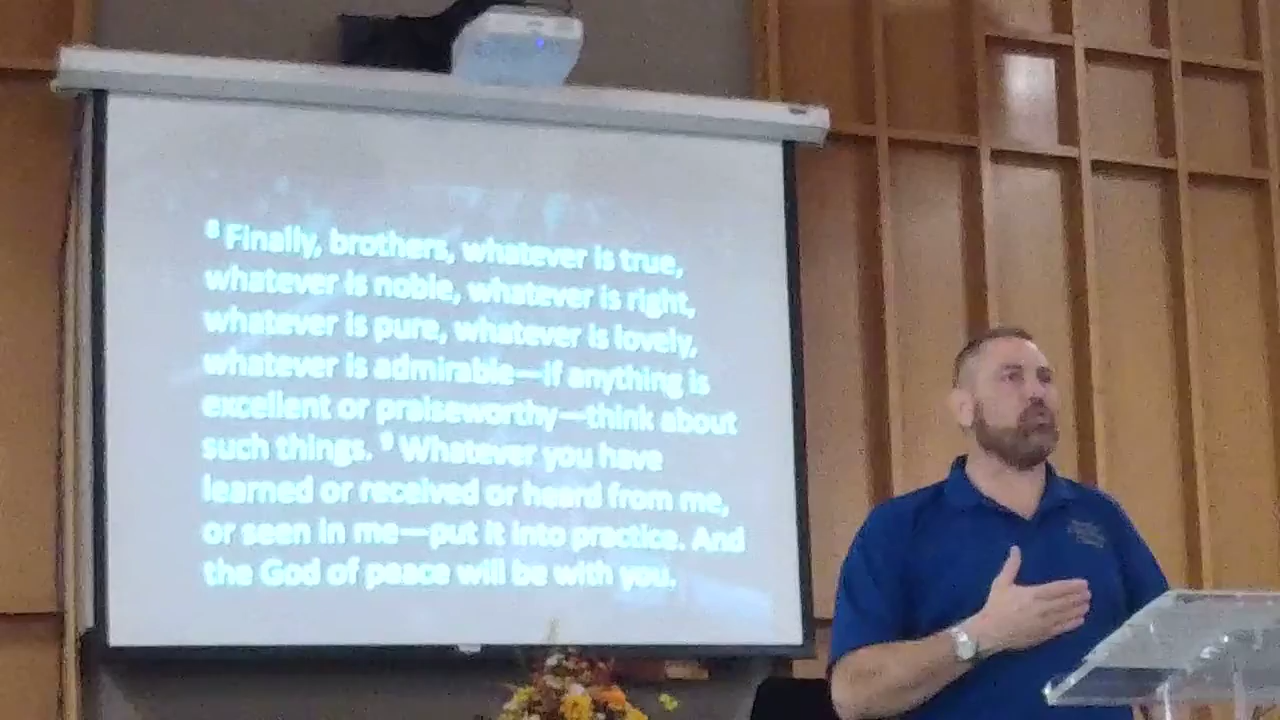 ⁸ Finally, brothers, whatever is true,
whatever is noble, whatever is right,
whatever is pure, whatever is lovely,
whatever is admirable—if anything is
excellent or praiseworthy—think about
such things. ⁹ Whatever you have
learned or received or heard from me,
or seen in me—put it into practice. And
the God of peace will be with you.